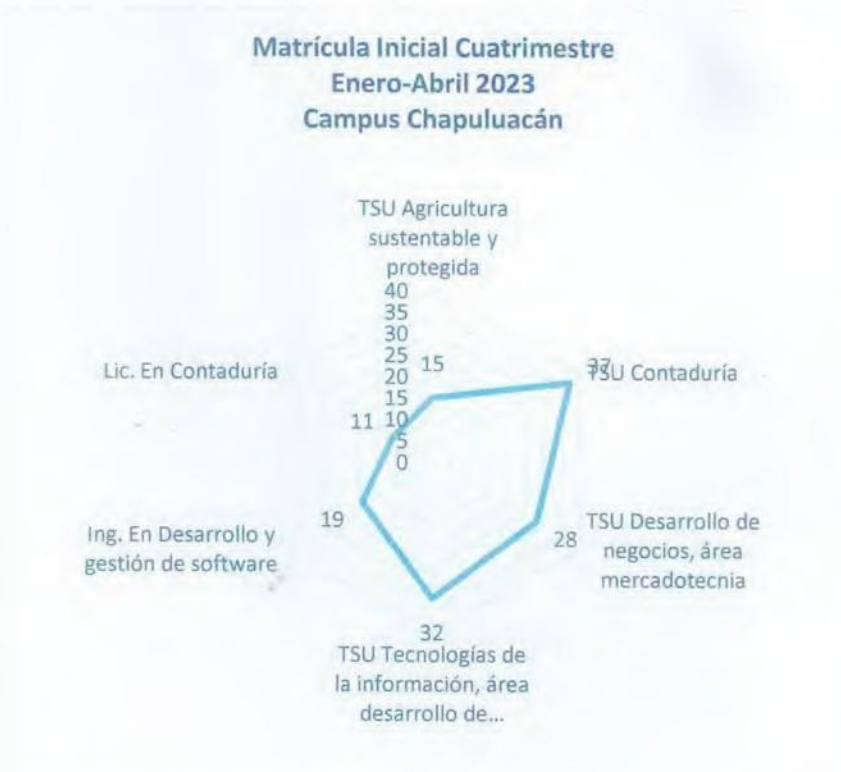 Matrícula Inicial Cuatrimestre
Enero-Abril 2023
Campus Chapuluacán
TSU Agricultura
sustentable y
protegida
40
35
30
25
20
15
10
5
0
15
37
TSU Contaduría
28
TSU Desarrollo de
negocios, área
mercadotecnia
32
TSU Tecnologías de
la información, área
desarrollo de...
19
Ing. En Desarrollo y
gestión de software
11
Lic. En Contaduría